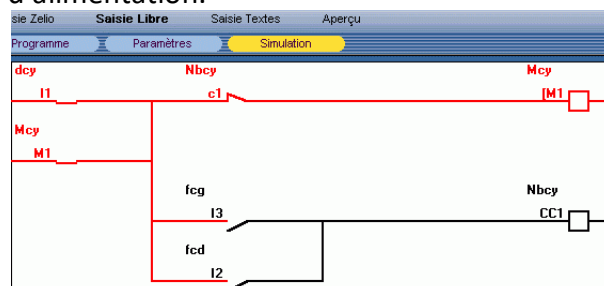 d'alimentation.
sie Zelio Saisie Libre Saisie Textes Aperçu
Programme Paramètres Simulation
dcy Nbcy Mcy
I1 c1 [M1
Mcy
M1
fcg Nbcy
I3 CC1
fcd
I2